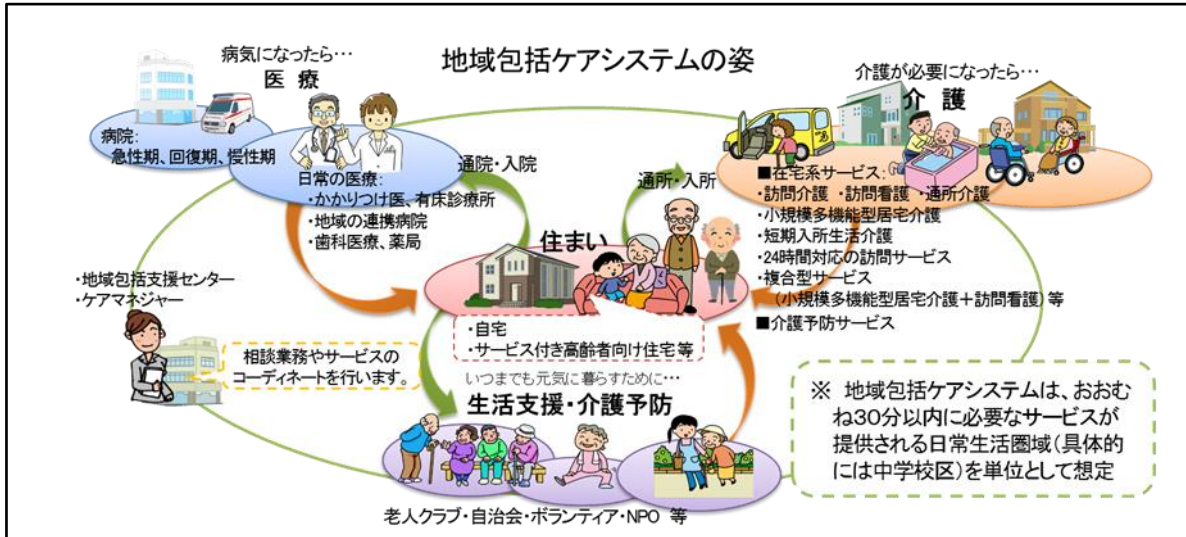 地域包括ケアシステムの姿
病気になったら…
医 療
病院:
急性期、回復期、慢性期
日常の医療:
・かかりつけ医、有床診療所
・地域の連携病院
・歯科医療、薬局
通院・入院
通所・入所
介護が必要になったら…
介 護
■在宅系サービス:
・訪問介護 ・訪問看護 ・通所介護
・小規模多機能型居宅介護
・短期入所生活介護
・24時間対応の訪問サービス
・複合型サービス
(小規模多機能型居宅介護+訪問看護)等
■介護予防サービス
住まい
・自宅
・サービス付き高齢者向け住宅 等
・地域包括支援センター
・ケアマネジャー
相談業務やサービスの
コーディネートを行います。
いつまでも元気に暮らすために…
生活支援・介護予防
老人クラブ・自治会・ボランティア・NPO 等
※ 地域包括ケアシステムは、おおむ
ね30分以内に必要なサービスが
提供される日常生活圏域(具体的
には中学校区)を単位として想定